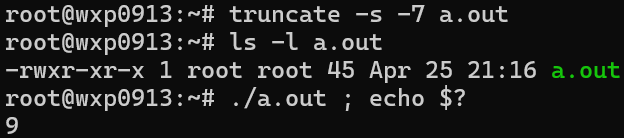 root@wxp0913:~# truncate -s -7 a.out
root@wxp0913:~# ls -l a.out
-rwxr-xr-x 1 root root 45 Apr 25 21:16 a.out
root@wxp0913:~# ./a.out ; echo $?
9